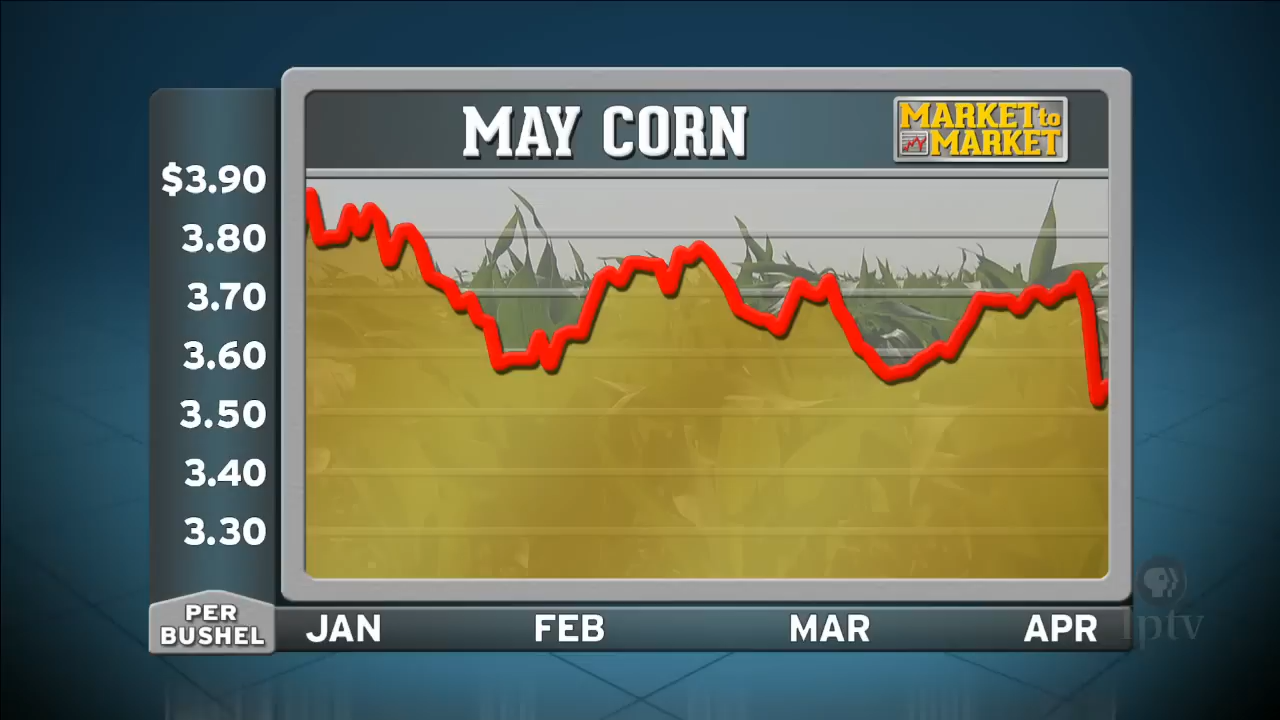 MAY CORN
MARKET to
MARKET
$3.90
3.80
3.70
3.60
3.50
3.40
3.30
PER
BUSHEL
JAN FEB MAR APR
iptv